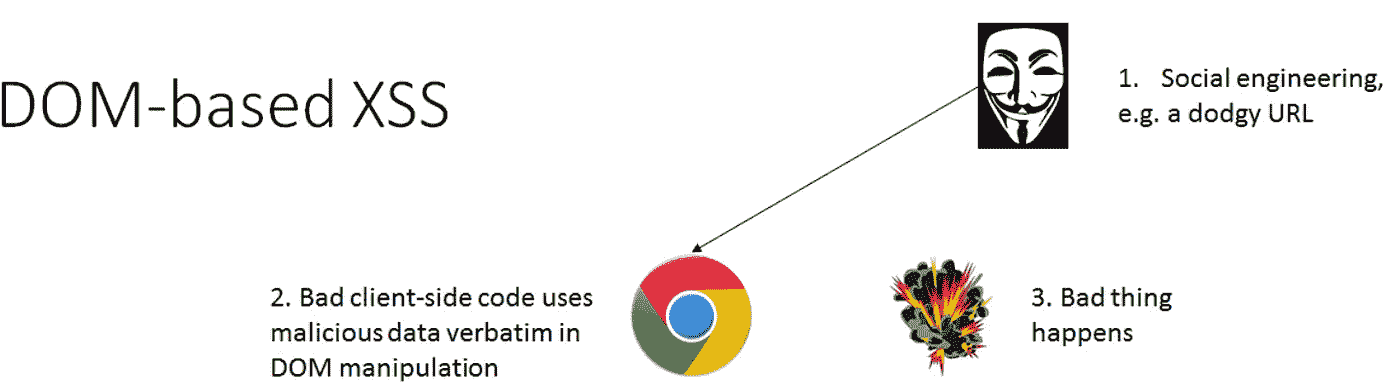 DOM-based XSS
1. Social engineering,
e.g. a dodgy URL
2. Bad client-side code uses
malicious data verbatim in
DOM manipulation
3. Bad thing
happens